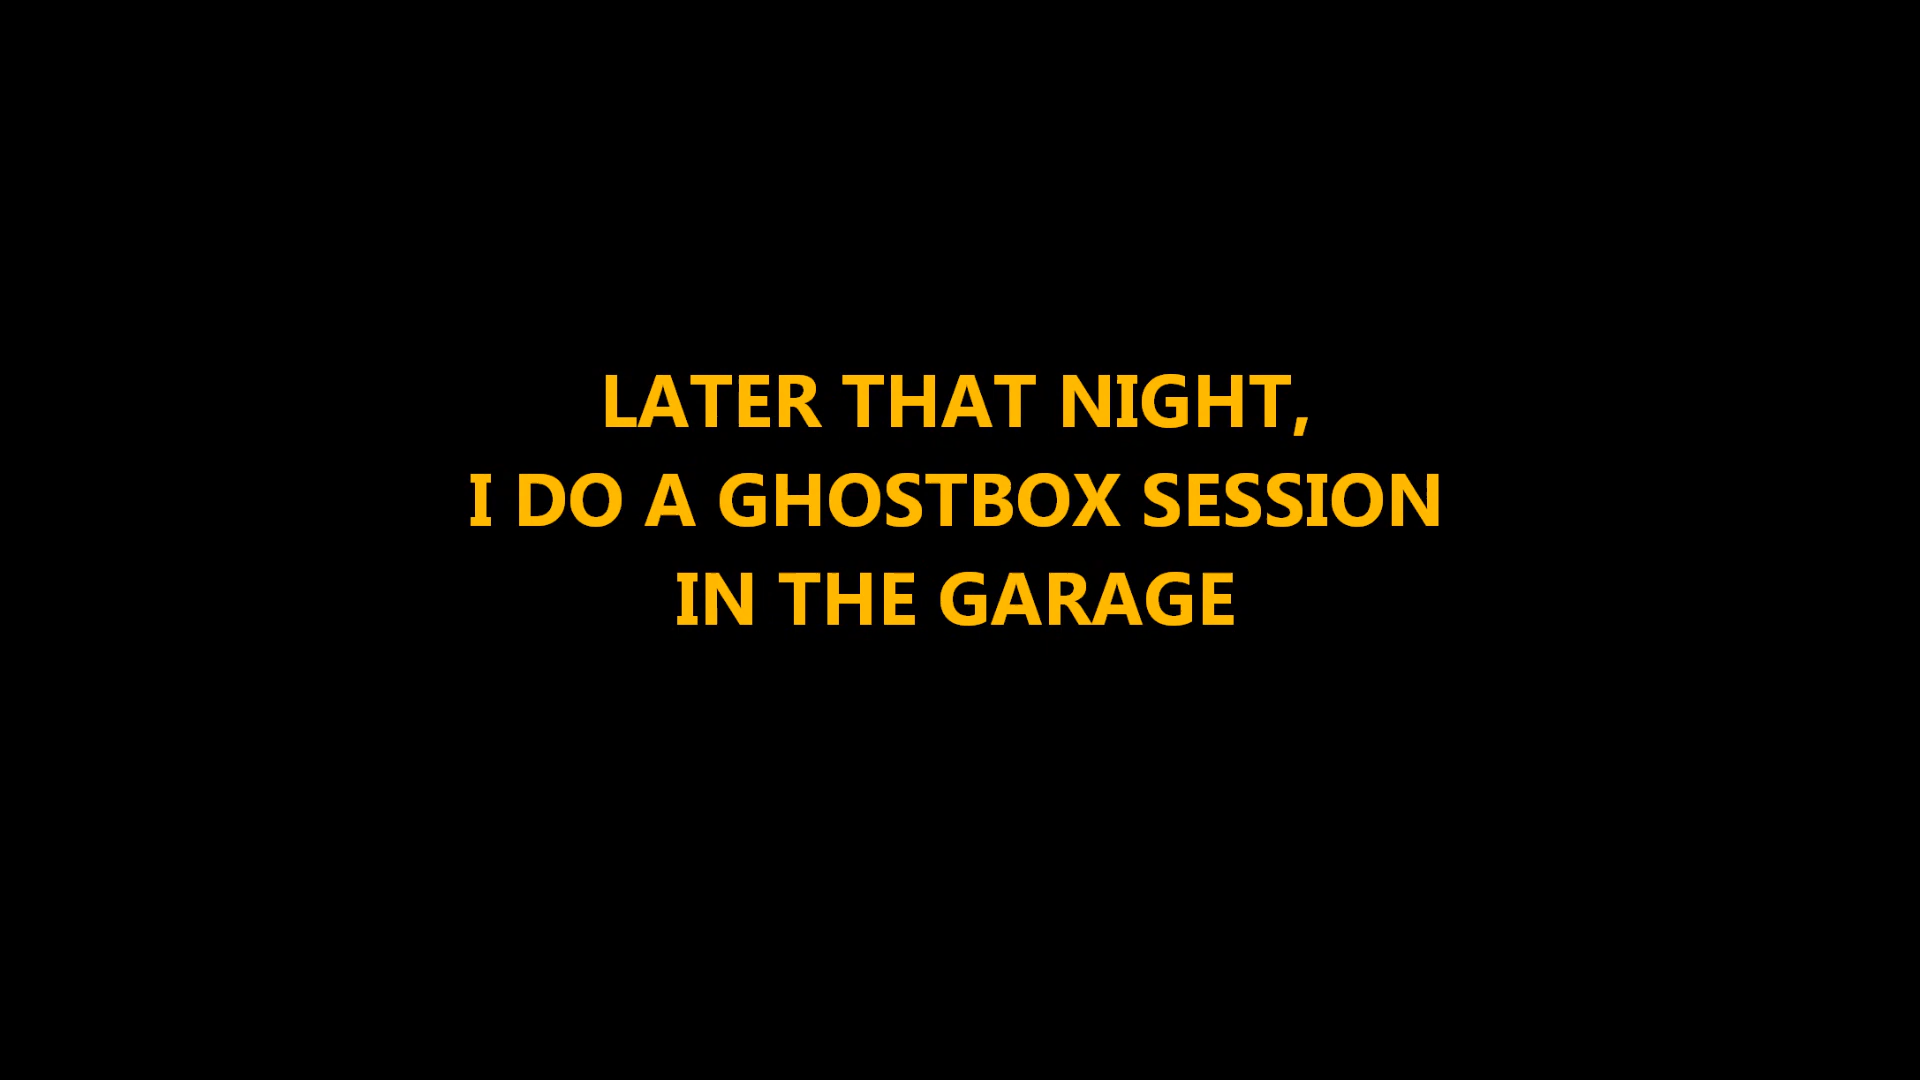 LATER THAT NIGHT,
I DO A GHOSTBOX SESSION
IN THE GARAGE